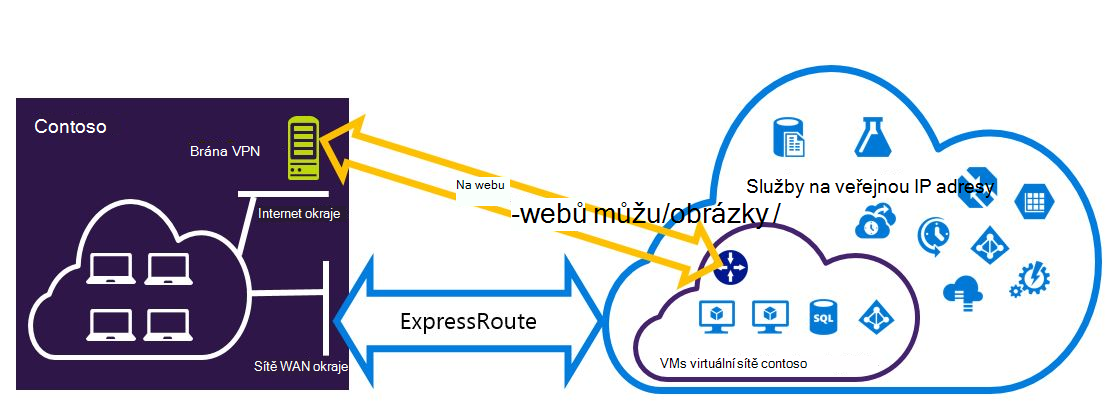 Contoso
Brána VPN
Na webu
Internet okraje
-webů můžu/obrázky /
Služby na veřejnou IP adresy
ExpressRoute
SQL
Sítě WAN okraje
VMs virtuální sítě contoso